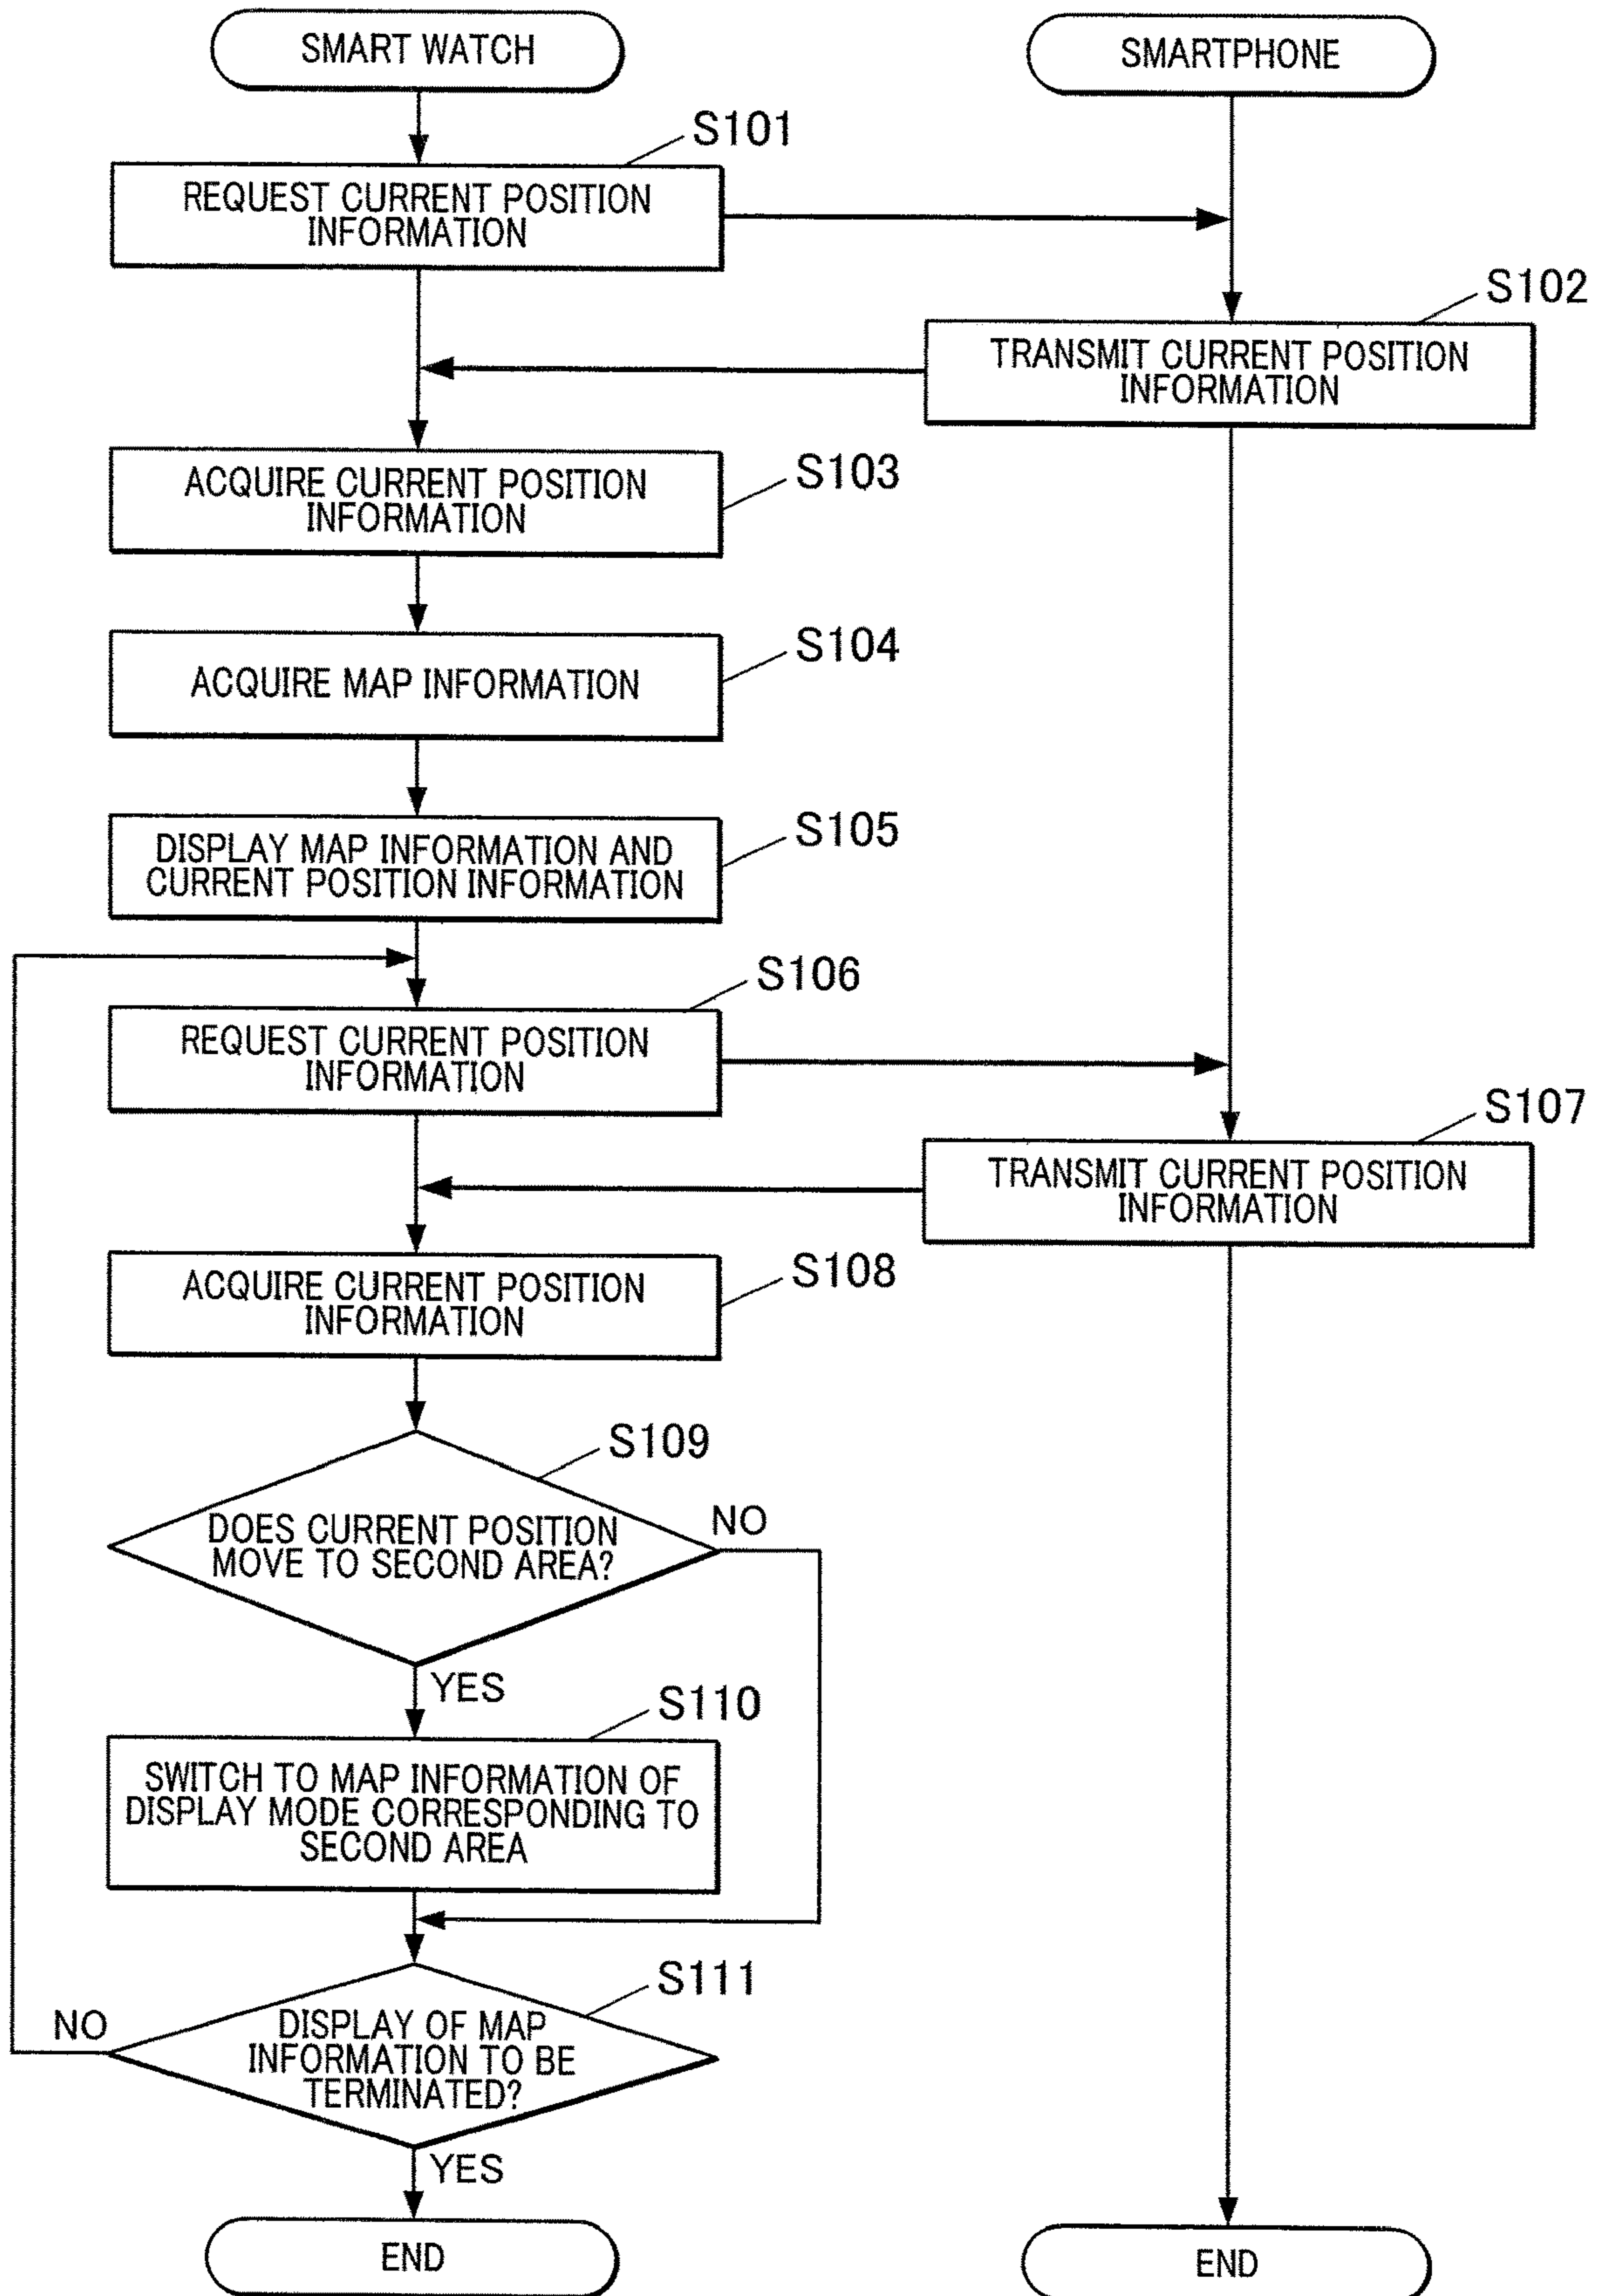 SMART WATCH
SMARTPHONE
S101
REQUEST CURRENT POSITION
INFORMATION
S102
TRANSMIT CURRENT POSITION
INFORMATION
S103
ACQUIRE CURRENT POSITION
INFORMATION
S104
ACQUIRE MAP INFORMATION
S105
DISPLAY MAP INFORMATION AND
CURRENT POSITION INFORMATION
S106
REQUEST CURRENT POSITION
INFORMATION
S107
TRANSMIT CURRENT POSITION
INFORMATION
S108
ACQUIRE CURRENT POSITION
INFORMATION
S109
DOES CURRENT POSITION
MOVE TO SECOND AREA?
NO
YES
S110
SWITCH TO MAP INFORMATION OF
DISPLAY MODE CORRESPONDING TO
SECOND AREA
S111
DISPLAY OF MAP
INFORMATION TO BE
TERMINATED?
NO
YES
END
END